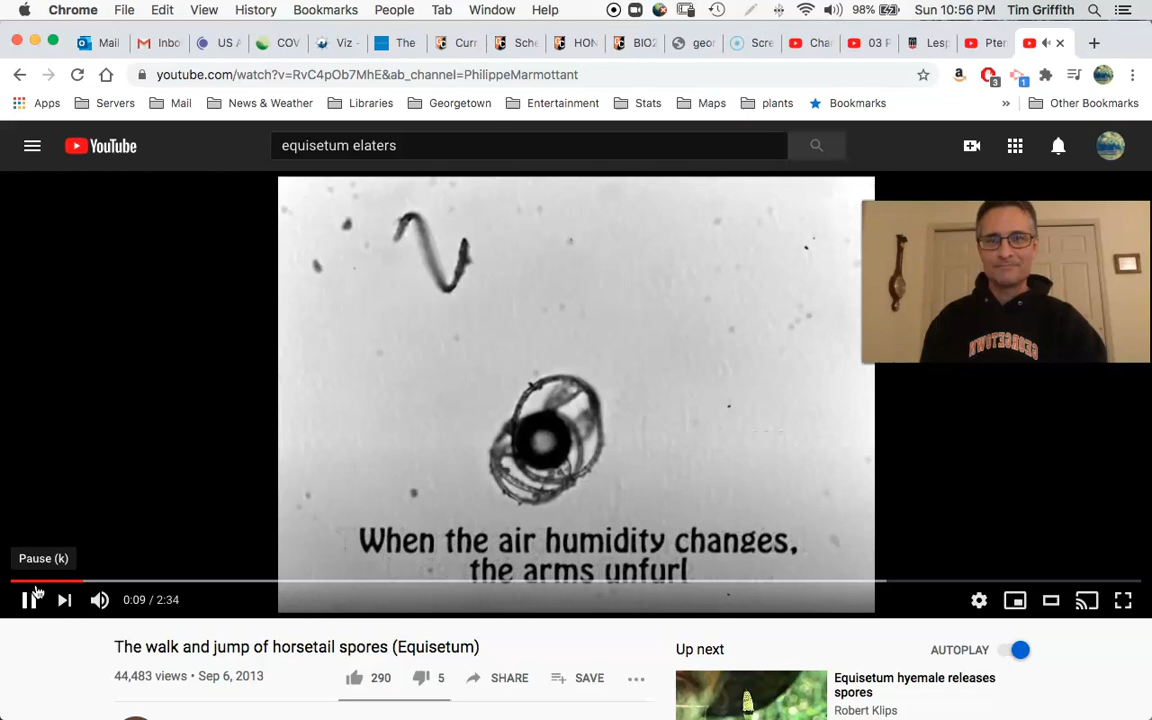 Chrome File Edit View History Bookmarks People Tab Window Help 98% Sun 10:56 PM Tim Griffith
Mail Inbo US A COV Viz - The Curr Sche HON BIO2 geor Scre Char 03 P Lesp Pter
youtube.com/watch?v=RvC4pOb7MhE&ab_channel=PhilippeMarmottant 3 1
Apps Servers Mail News & Weather Libraries Georgetown Entertainment Stats Maps plants Bookmarks » Other Bookmarks
YouTube equisetum elaters
GEORGETOWN
When the air humidity changes,
the arms unfurl
Pause (k)
0:09 / 2:34
The walk and jump of horsetail spores (Equisetum)
44,483 views • Sep 6, 2013 290 5 SHARE SAVE
Up next AUTOPLAY
Equisetum hyemale releases
spores
Robert Klips